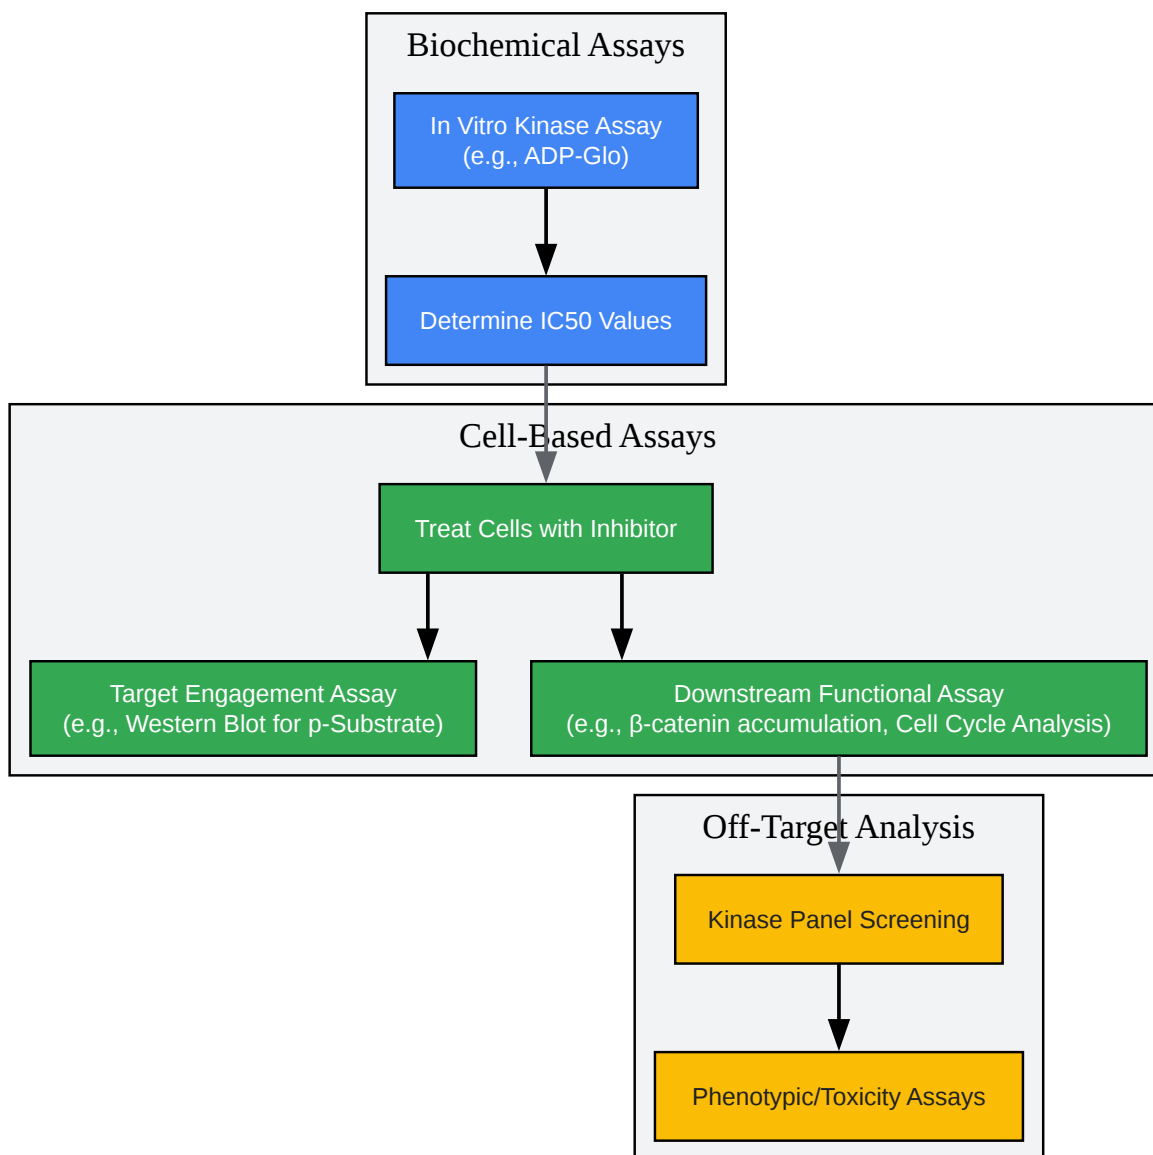 Biochemical Assays
In Vitro Kinase Assay
(e.g., ADP-Glo)
Determine IC50 Values
Cell-Based Assays
Treat Cells with Inhibitor
Target Engagement Assay
(e.g., Western Blot for p-Substrate)
Downstream Functional Assay
(e.g., β-catenin accumulation, Cell Cycle Analysis)
Off-Target Analysis
Kinase Panel Screening
Phenotypic/Toxicity Assays